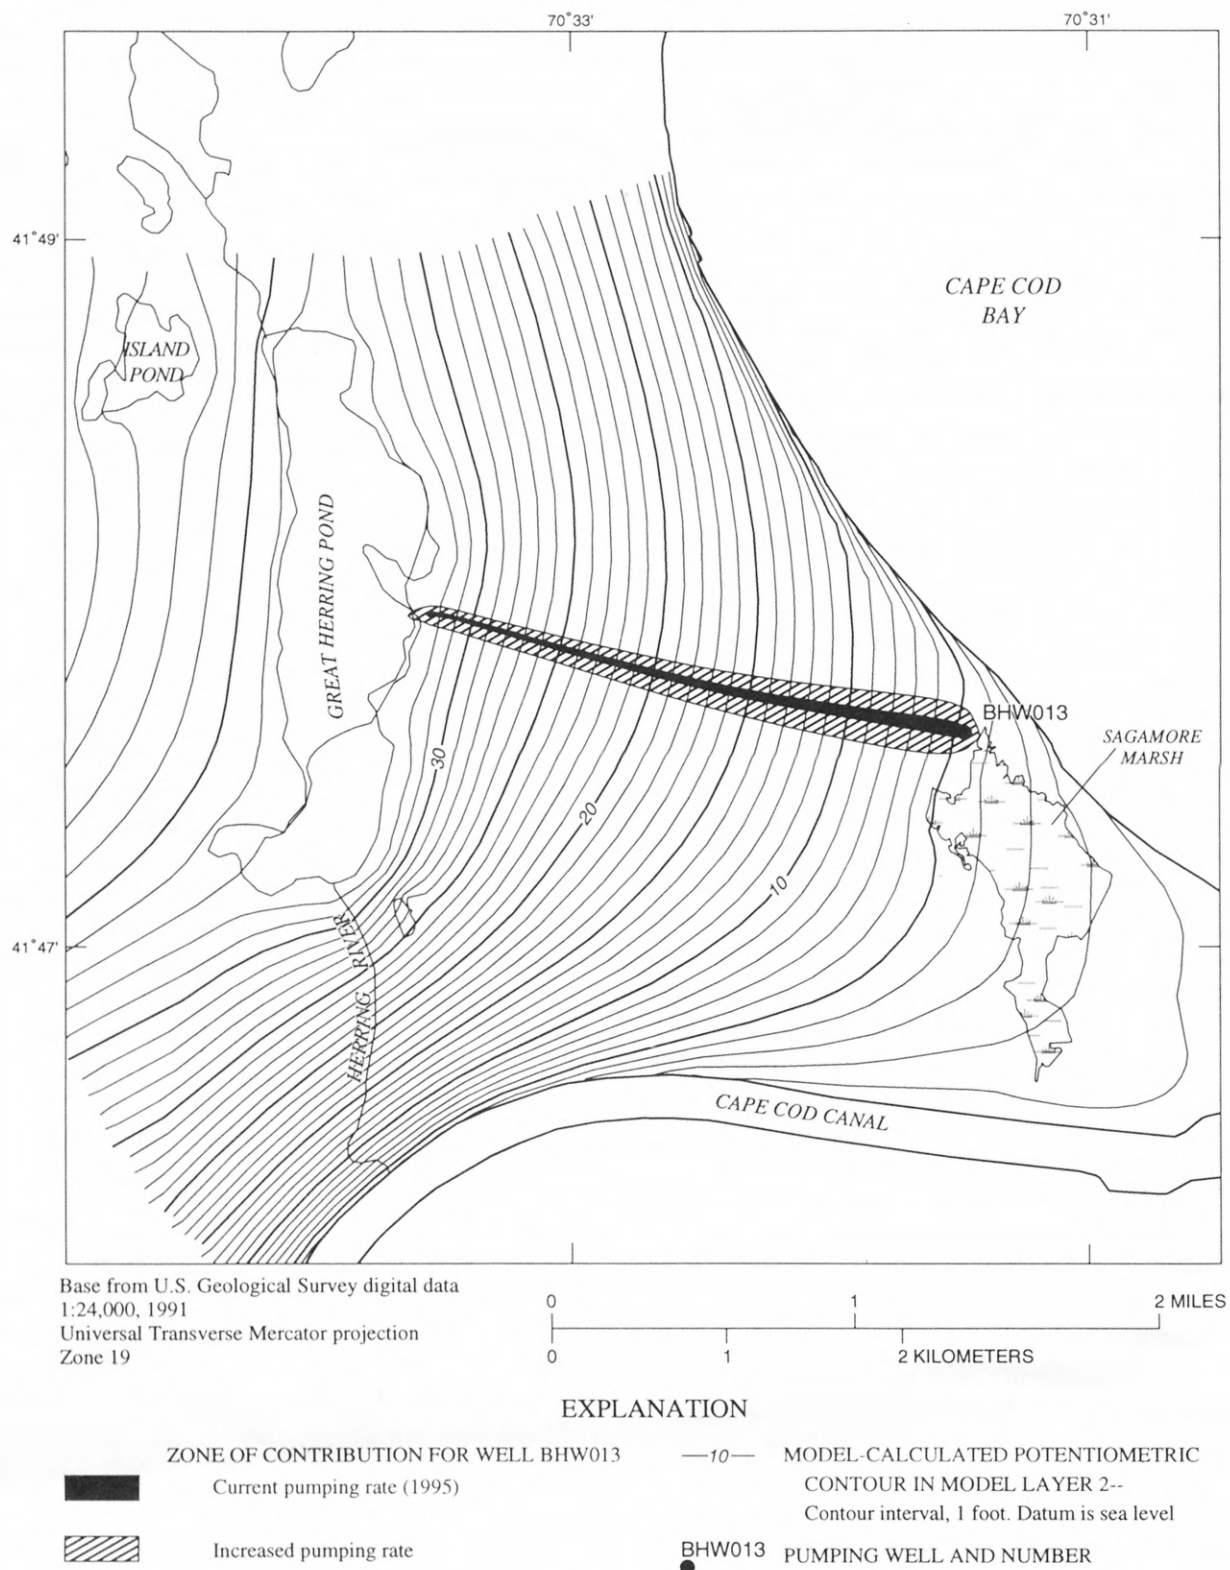 70°33'
70°31'
41°49'
CAPE COD
BAY
ISLAND
POND
GREAT HERRING POND
BHW013
SAGAMORE
MARSH
30
20
10
41°47'
HERRING RIVER
CAPE COD CANAL
Base from U.S. Geological Survey digital data
1:24,000, 1991
Universal Transverse Mercator projection
Zone 19
0 1 2 MILES
0 1 2 KILOMETERS
EXPLANATION
ZONE OF CONTRIBUTION FOR WELL BHW013
Current pumping rate (1995)
Increased pumping rate
—10— MODEL-CALCULATED POTENTIOMETRIC
CONTOUR IN MODEL LAYER 2--
Contour interval, 1 foot. Datum is sea level
BHW013 PUMPING WELL AND NUMBER